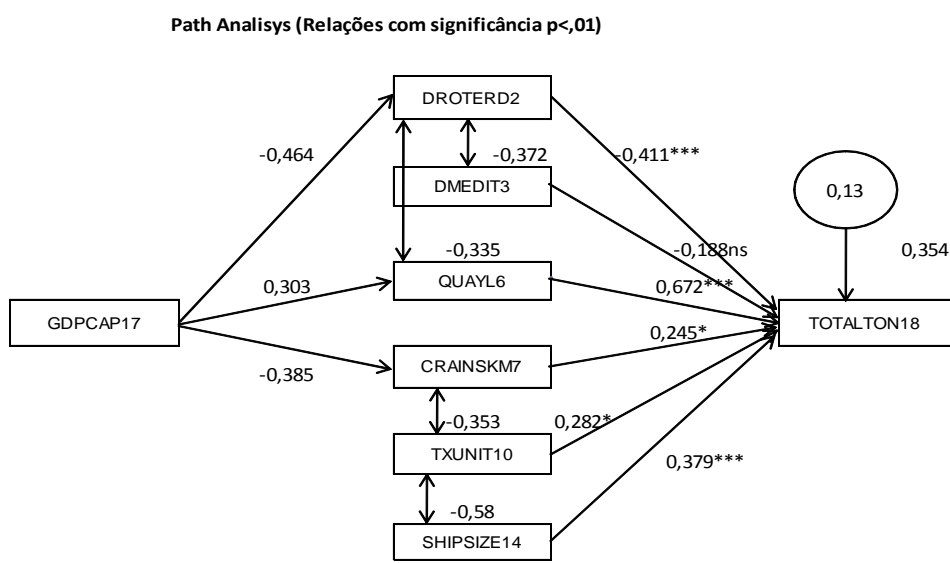 Path Analisys (Relações com significância p<,01)
DROTERD2
-0,464
-0,372
-0,411***
DMEDIT3
0,13
-0,335
-0,188ns
0,354
QUAYL6
0,303
0,672***
GDPCAP17
TOTALTON18
0,245*
CRAINSKM7
-0,385
-0,353
0,282*
TXUNIT10
0,379***
-0,58
SHIPSIZE14